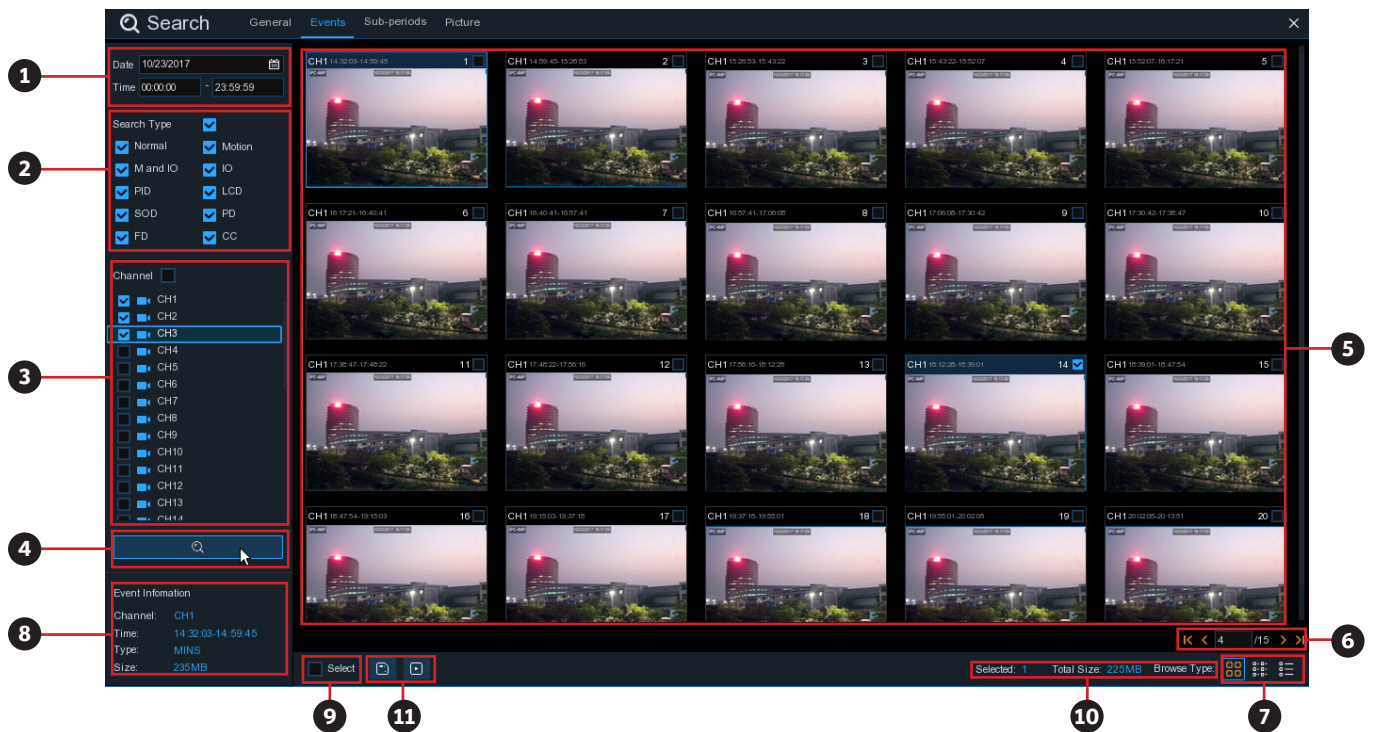 Search General Events Sub-periods Picture
1
Date 10/23/2017
Time 00:00:00 - 23:59:59
2
Search Type
Normal Motion
M and IO IO
PID LCD
SOD PD
FD CC
3
Channel
CH1
CH2
CH3
CH4
CH5
CH6
CH7
CH8
CH9
CH10
CH11
CH12
CH13
CH14
4
8
Event Infomation
Channel: CH1
Time: 14:32:03-14:59:45
Type: MINS
Size: 235MB
CH1 14:32:03-14:59:45 1
CH1 14:59:45-15:26:53 2
CH1 15:26:53-15:43:22 3
CH1 15:43:22-15:52:07 4
CH1 15:52:07-16:17:21 5
CH1 16:17:21-16:40:41 6
CH1 16:40:41-16:57:41 7
CH1 16:57:41-17:06:06 8
CH1 17:06:06-17:30:42 9
CH1 17:30:42-17:36:47 10
CH1 17:36:47-17:48:22 11
CH1 17:48:22-17:56:16 12
CH1 17:56:16-18:12:26 13
CH1 18:12:26-18:39:01 14
CH1 18:39:01-18:47:54 15
CH1 18:47:54-19:15:03 16
CH1 19:15:03-19:37:18 17
CH1 19:37:18-19:55:01 18
CH1 19:55:01-20:02:05 19
CH1 20:02:05-20:13:51 20
5
4 /15
6
Select
Selected: 1 Total Size: 225MB Browse Type:
9
11
10
7